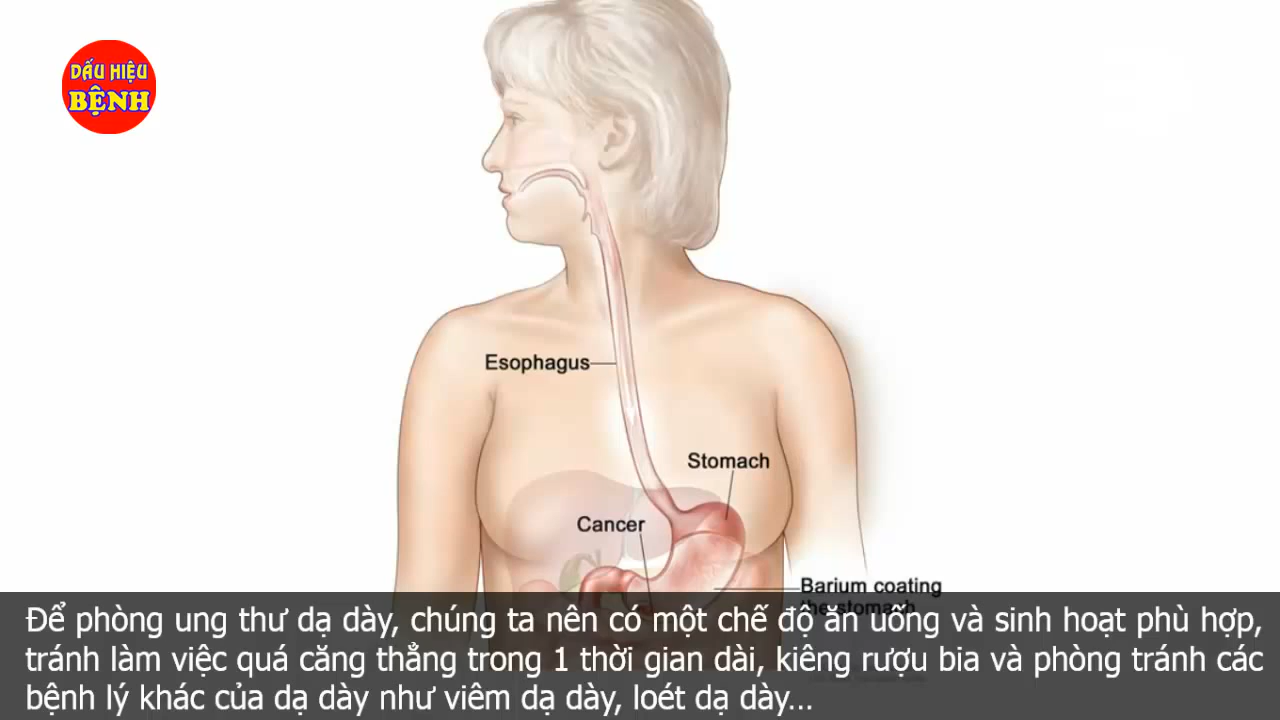 DẤU HIỆU
BỆNH
Esophagus
Stomach
Cancer
Barium coating
the stomach
Để phòng ung thư dạ dày, chúng ta nên có một chế độ ăn uống và sinh hoạt phù hợp,
tránh làm việc quá căng thẳng trong 1 thời gian dài, kiêng rượu bia và phòng tránh các
bệnh lý khác của dạ dày như viêm dạ dày, loét dạ dày...